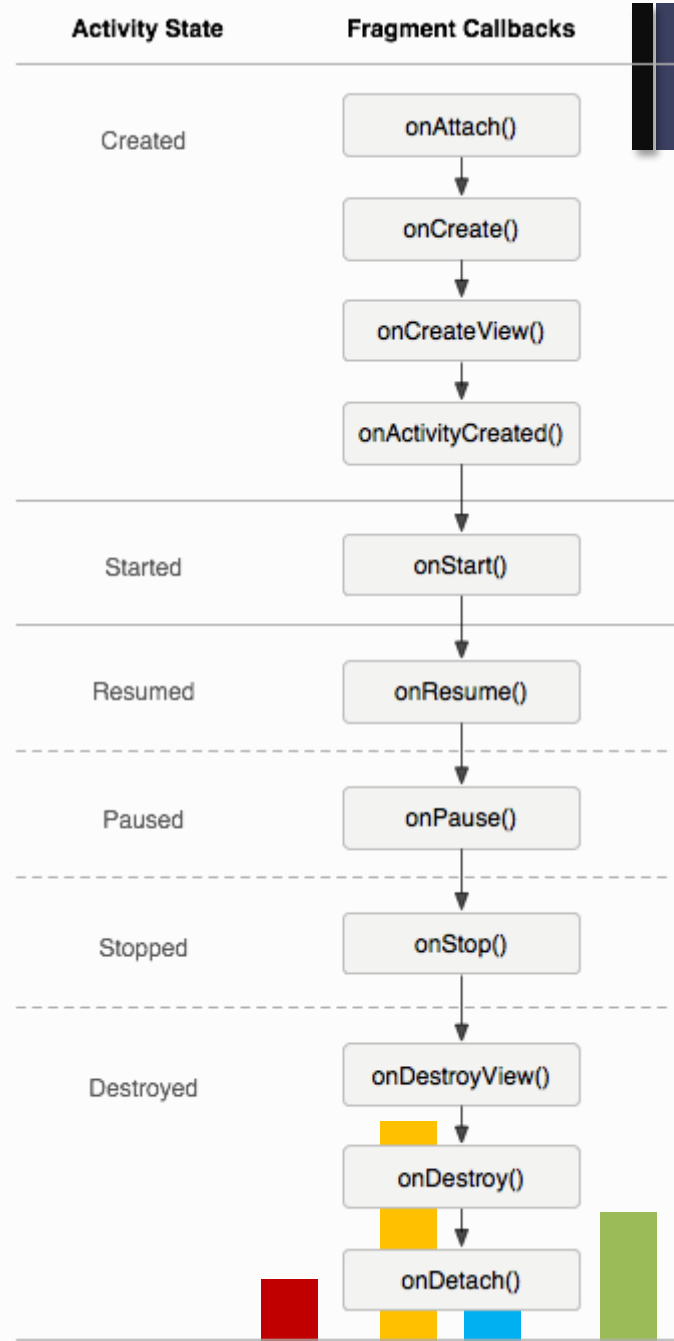 Activity State Fragment Callbacks
Created
onAttach()
onCreate()
onCreateView()
onActivityCreated()
Started
onStart()
Resumed
onResume()
Paused
onPause()
Stopped
onStop()
Destroyed
onDestroyView()
onDestroy()
onDetach()